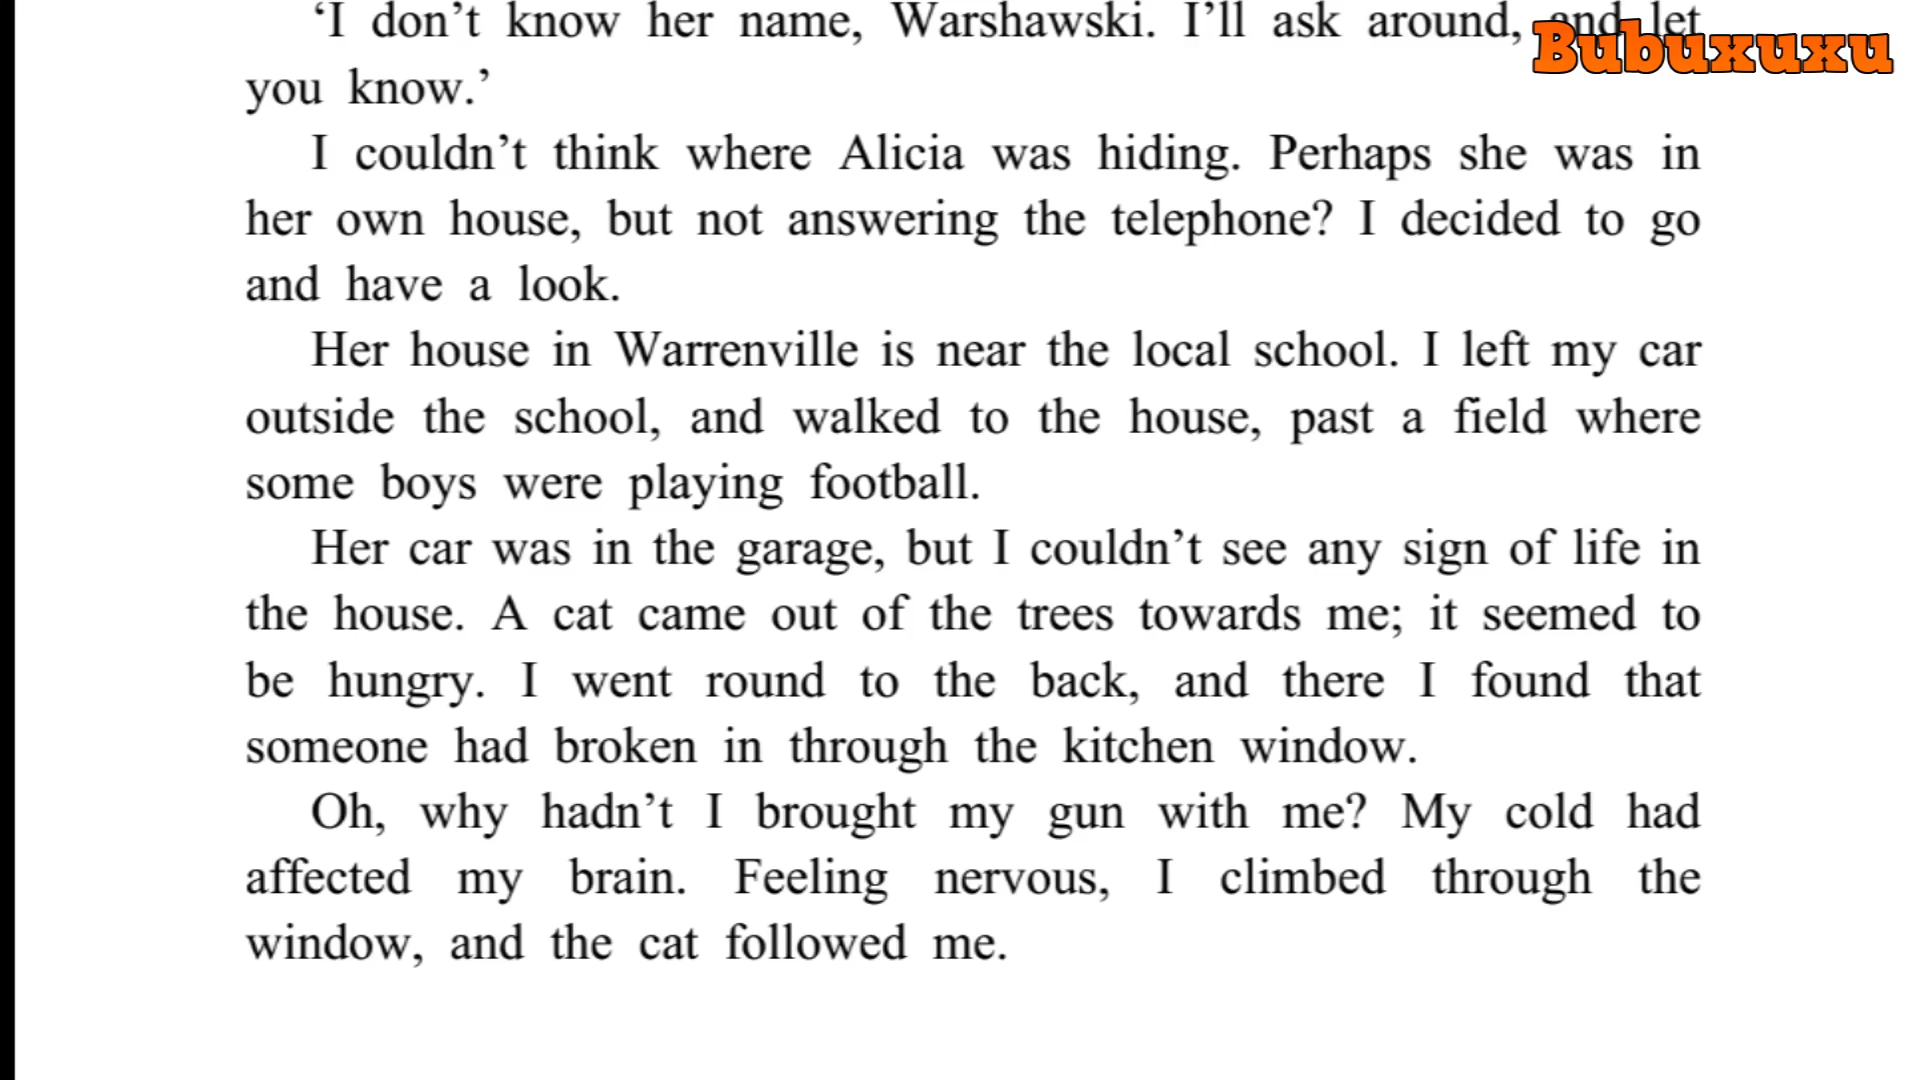 ‘I don’t know her name, Warshawski. I’ll ask around, and let
Bubuxuxu
you know.’
I couldn’t think where Alicia was hiding. Perhaps she was in
her own house, but not answering the telephone? I decided to go
and have a look.
Her house in Warrenville is near the local school. I left my car
outside the school, and walked to the house, past a field where
some boys were playing football.
Her car was in the garage, but I couldn’t see any sign of life in
the house. A cat came out of the trees towards me; it seemed to
be hungry. I went round to the back, and there I found that
someone had broken in through the kitchen window.
Oh, why hadn’t I brought my gun with me? My cold had
affected my brain. Feeling nervous, I climbed through the
window, and the cat followed me.